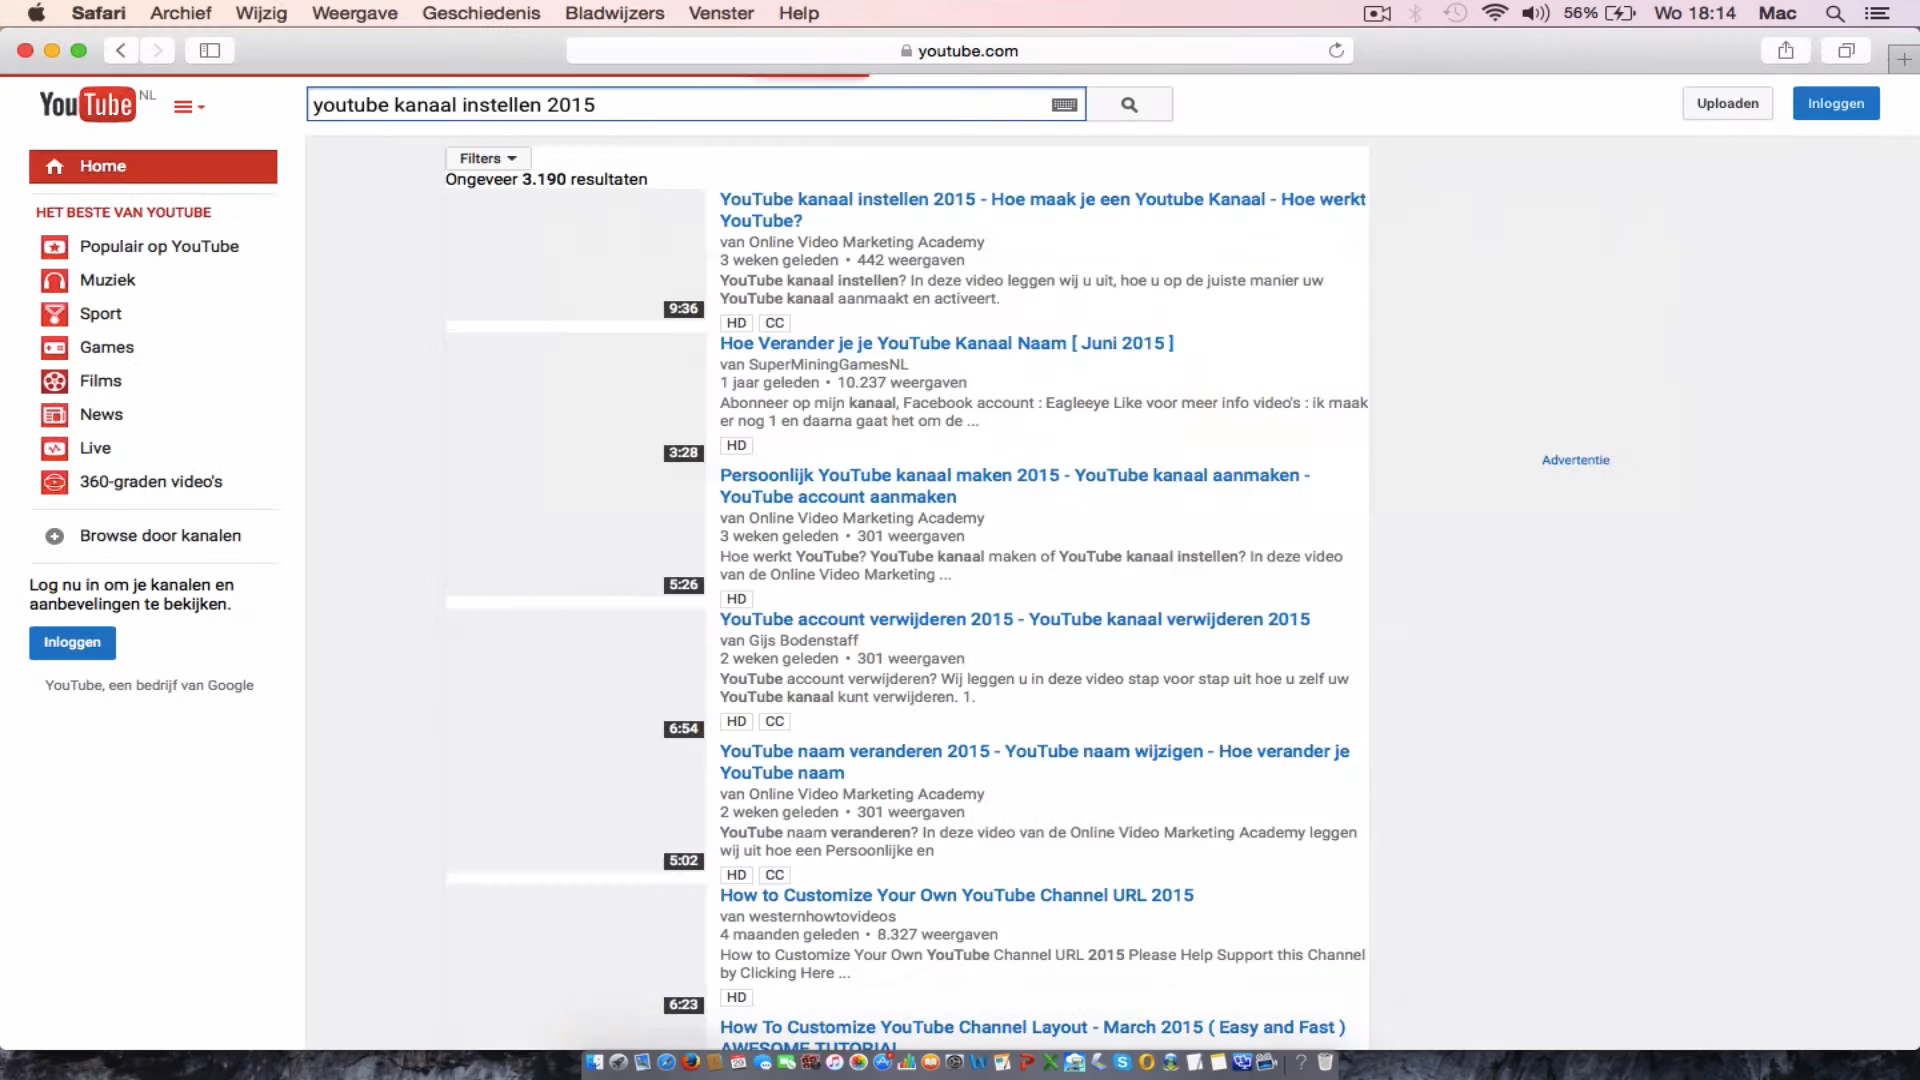 Safari Archief Wijzig Weergave Geschiedenis Bladwijzers Venster Help 56% Wo 18:14 Mac
youtube.com
YouTube NL
youtube kanaal instellen 2015
Uploaden
Inloggen
Home
HET BESTE VAN YOUTUBE
Populair op YouTube
Muziek
Sport
Games
Films
News
Live
360-graden video's
Browse door kanalen
Log nu in om je kanalen en
aanbevelingen te bekijken.
Inloggen
YouTube, een bedrijf van Google
Filters
Ongeveer 3.190 resultaten
9:36
YouTube kanaal instellen 2015 - Hoe maak je een Youtube Kanaal - Hoe werkt
YouTube?
van Online Video Marketing Academy
3 weken geleden • 442 weergaven
YouTube kanaal instellen? In deze video leggen wij u uit, hoe u op de juiste manier uw
YouTube kanaal aanmaakt en activeert.
HD CC
3:28
Hoe Verander je je YouTube Kanaal Naam [ Juni 2015 ]
van SuperMiningGamesNL
1 jaar geleden • 10.237 weergaven
Abonneer op mijn kanaal, Facebook account : Eagleeye Like voor meer info video's : ik maak
er nog 1 en daarna gaat het om de ...
HD
5:26
Persoonlijk YouTube kanaal maken 2015 - YouTube kanaal aanmaken -
YouTube account aanmaken
van Online Video Marketing Academy
3 weken geleden • 301 weergaven
Hoe werkt YouTube? YouTube kanaal maken of YouTube kanaal instellen? In deze video
van de Online Video Marketing ...
HD
6:54
YouTube account verwijderen 2015 - YouTube kanaal verwijderen 2015
van Gijs Bodenstaff
2 weken geleden • 301 weergaven
YouTube account verwijderen? Wij leggen u in deze video stap voor stap uit hoe u zelf uw
YouTube kanaal kunt verwijderen. 1.
HD CC
5:02
YouTube naam veranderen 2015 - YouTube naam wijzigen - Hoe verander je
YouTube naam
van Online Video Marketing Academy
2 weken geleden • 301 weergaven
YouTube naam veranderen? In deze video van de Online Video Marketing Academy leggen
wij uit hoe een Persoonlijke en
HD CC
6:23
How to Customize Your Own YouTube Channel URL 2015
van westernhowtovideos
4 maanden geleden • 8.327 weergaven
How to Customize Your Own YouTube Channel URL 2015 Please Help Support this Channel
by Clicking Here ...
HD
How To Customize YouTube Channel Layout - March 2015 ( Easy and Fast )
AWESOME TUTORIAL
Advertentie